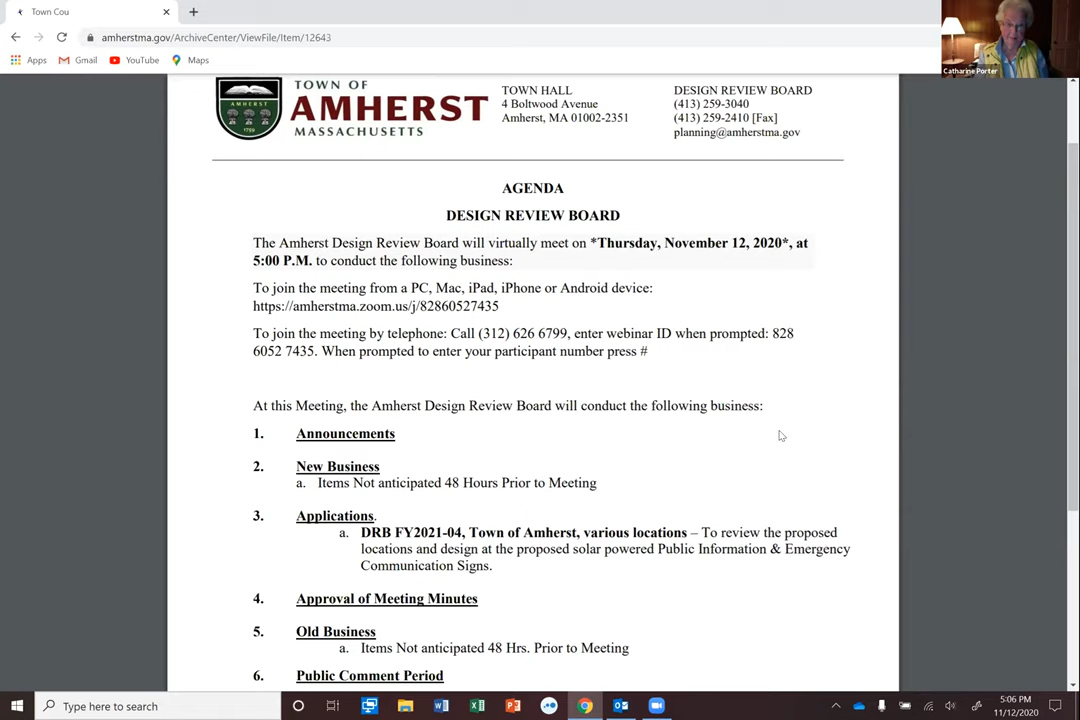 Town Cou
amherstma.gov/ArchiveCenter/ViewFile/Item/12643
Apps Gmail YouTube Maps
Catharine Porter
TOWN OF
AMHERST
MASSACHUSETTS
AMHERST
1759
TOWN HALL
4 Boltwood Avenue
Amherst, MA 01002-2351
DESIGN REVIEW BOARD
(413) 259-3040
(413) 259-2410 [Fax]
planning@amherstma.gov
AGENDA
DESIGN REVIEW BOARD
The Amherst Design Review Board will virtually meet on *Thursday, November 12, 2020*, at
5:00 P.M. to conduct the following business:
To join the meeting from a PC, Mac, iPad, iPhone or Android device:
https://amherstma.zoom.us/j/82860527435
To join the meeting by telephone: Call (312) 626 6799, enter webinar ID when prompted: 828
6052 7435. When prompted to enter your participant number press #
At this Meeting, the Amherst Design Review Board will conduct the following business:
1. Announcements
2. New Business
a. Items Not anticipated 48 Hours Prior to Meeting
3. Applications.
a. DRB FY2021-04, Town of Amherst, various locations – To review the proposed
locations and design at the proposed solar powered Public Information & Emergency
Communication Signs.
4. Approval of Meeting Minutes
5. Old Business
a. Items Not anticipated 48 Hrs. Prior to Meeting
6. Public Comment Period
Type here to search
5:06 PM
11/12/2020